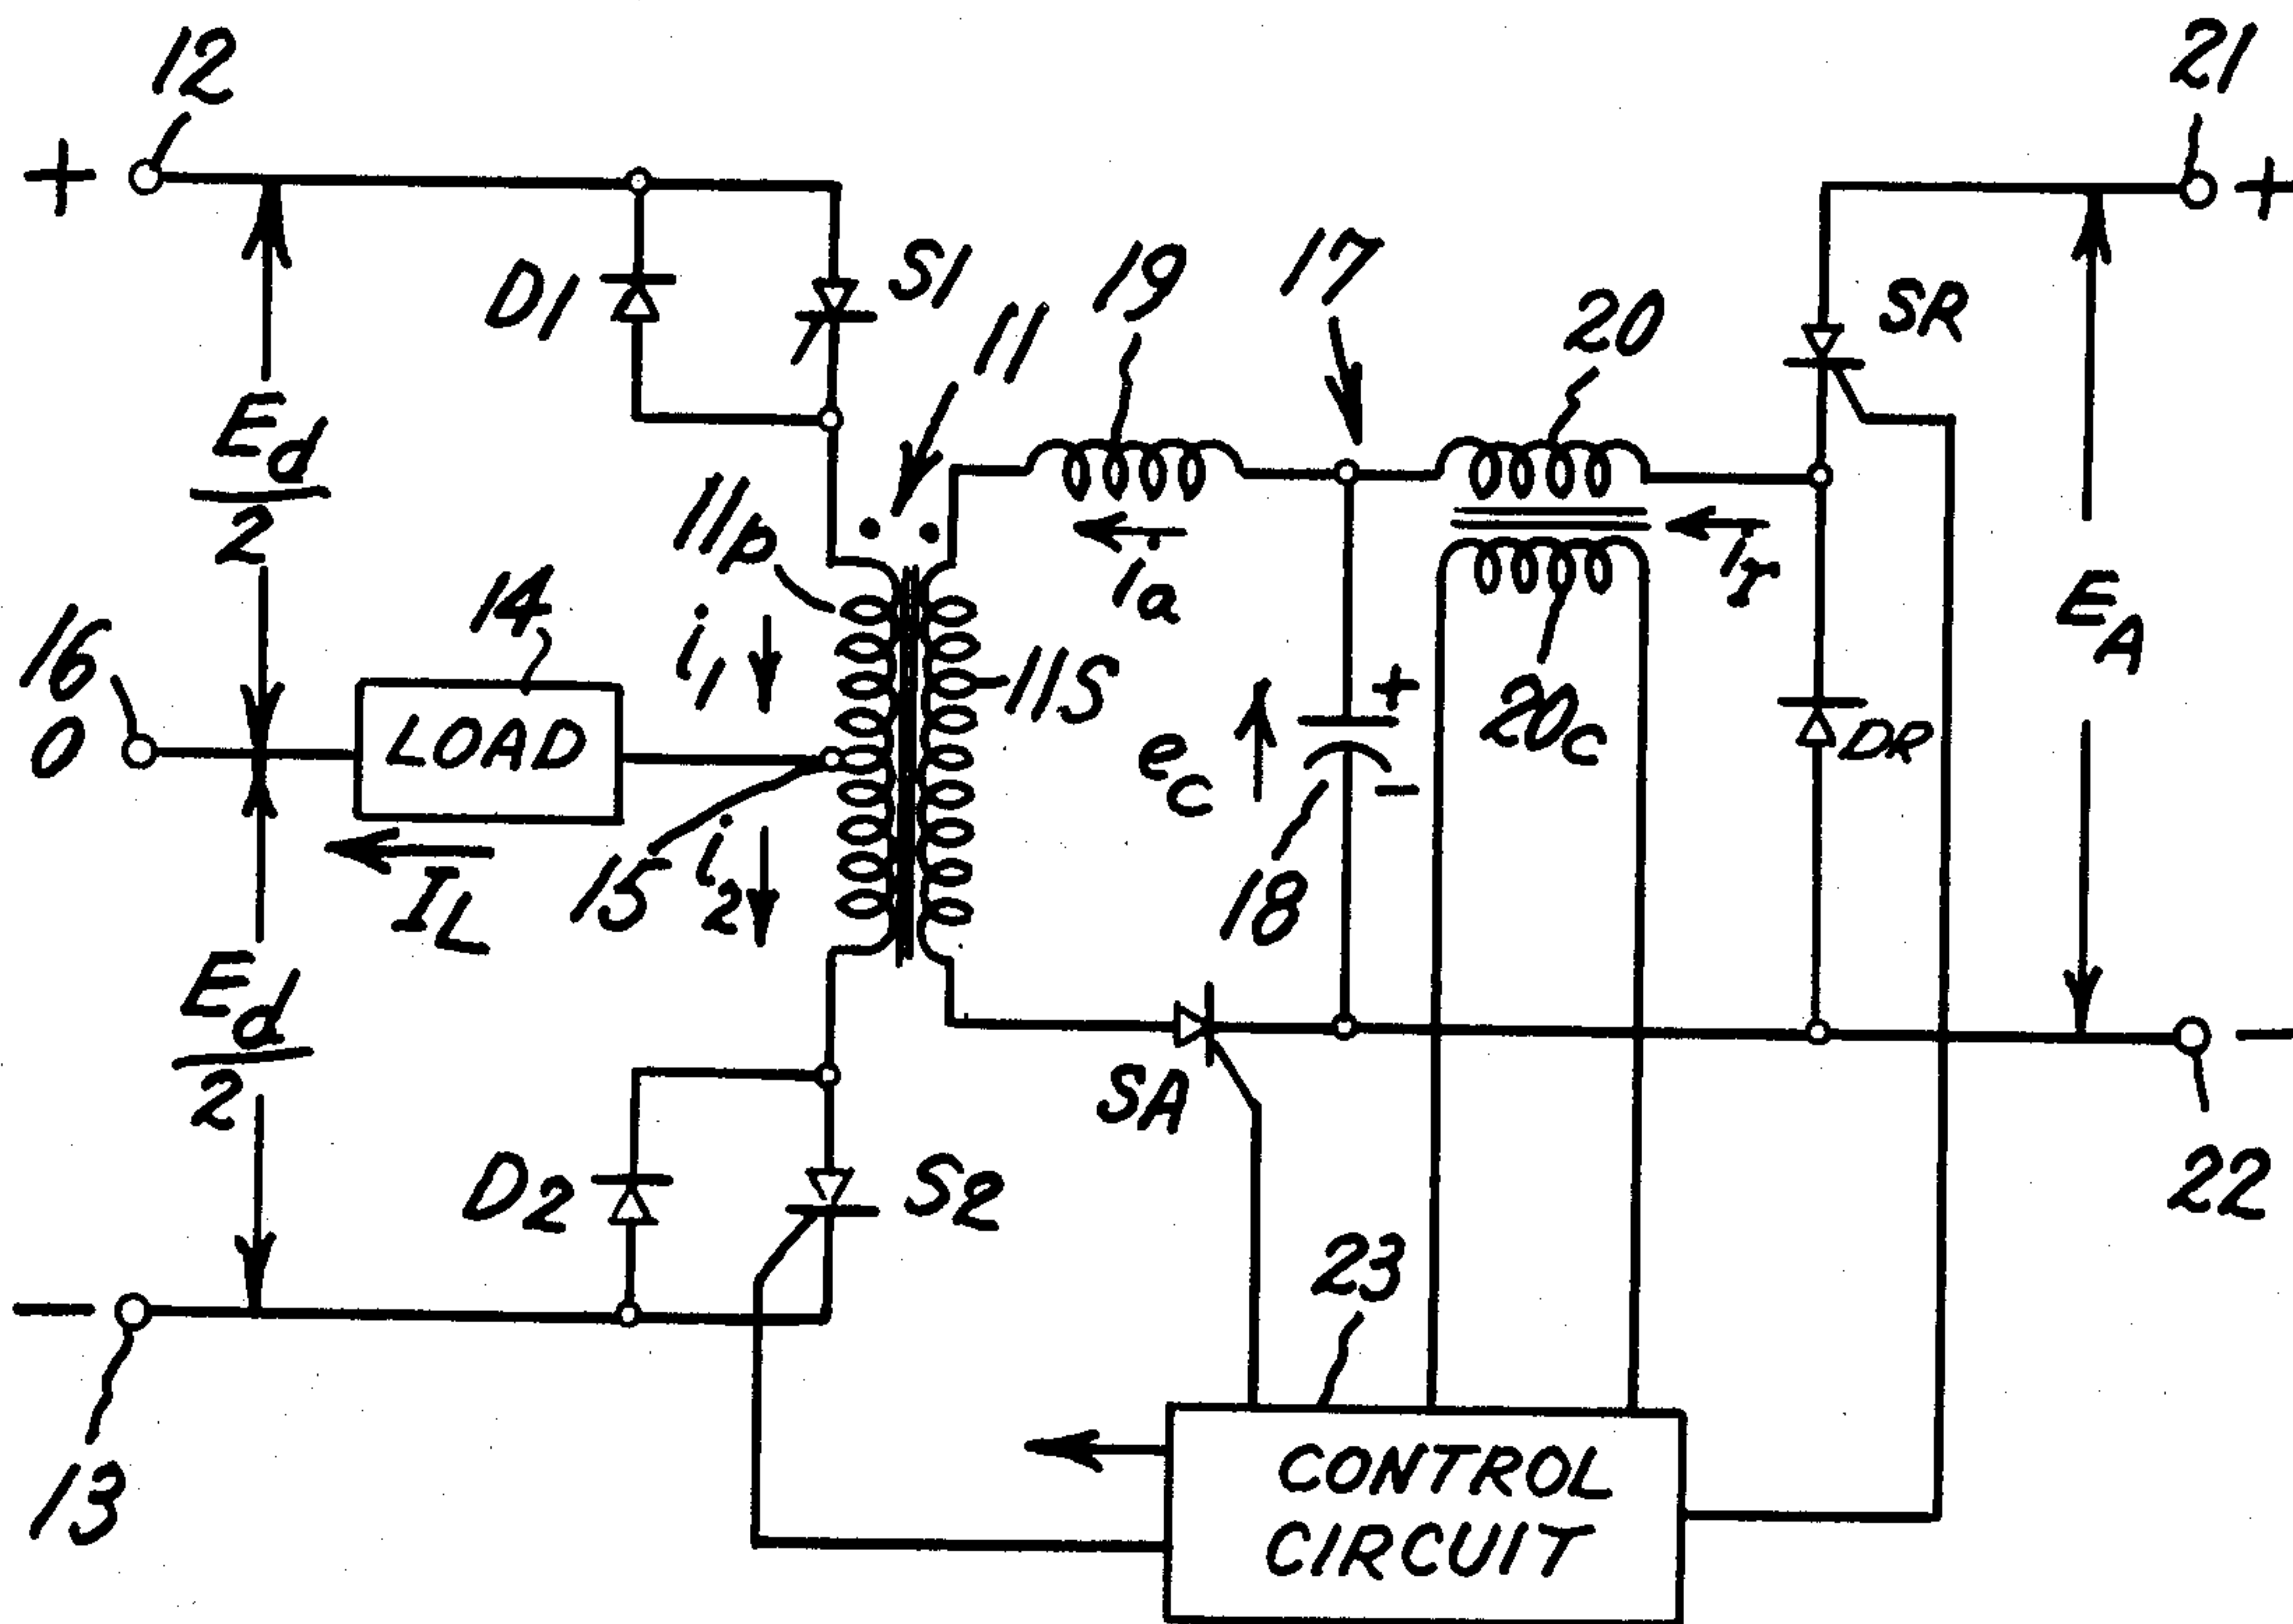 12
21
+
+
D1
S1
11
19
17
20
SR
Ed
2
11p
ia
ir
EA
16
0
14
LOAD
i1
11S
ec
+
-
20c
DR
IL
15
i2
18
Ed
2
SA
D2
S2
23
22
-
-
13
CONTROL
CIRCUIT